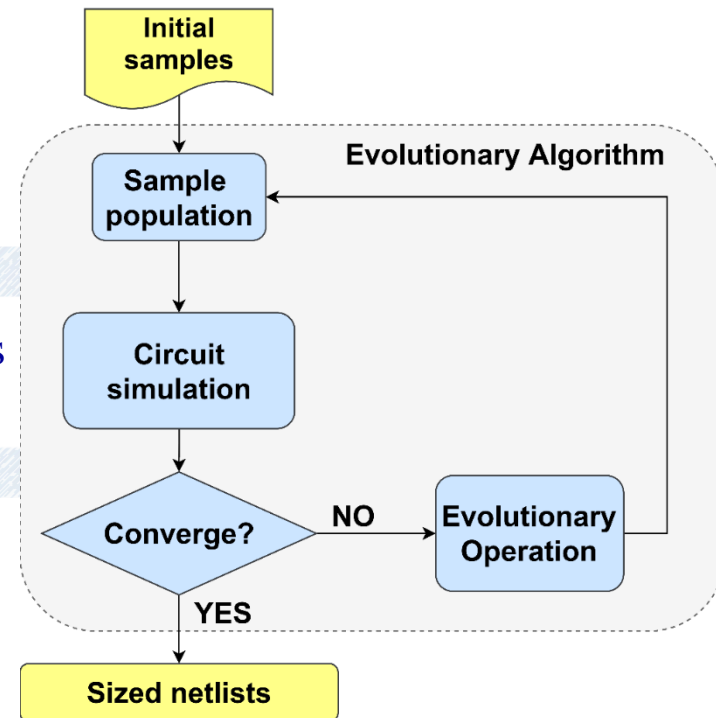 Initial
samples
Evolutionary Algorithm
Sample
population
s
Circuit
simulation
Converge?
NO
Evolutionary
Operation
YES
Sized netlists